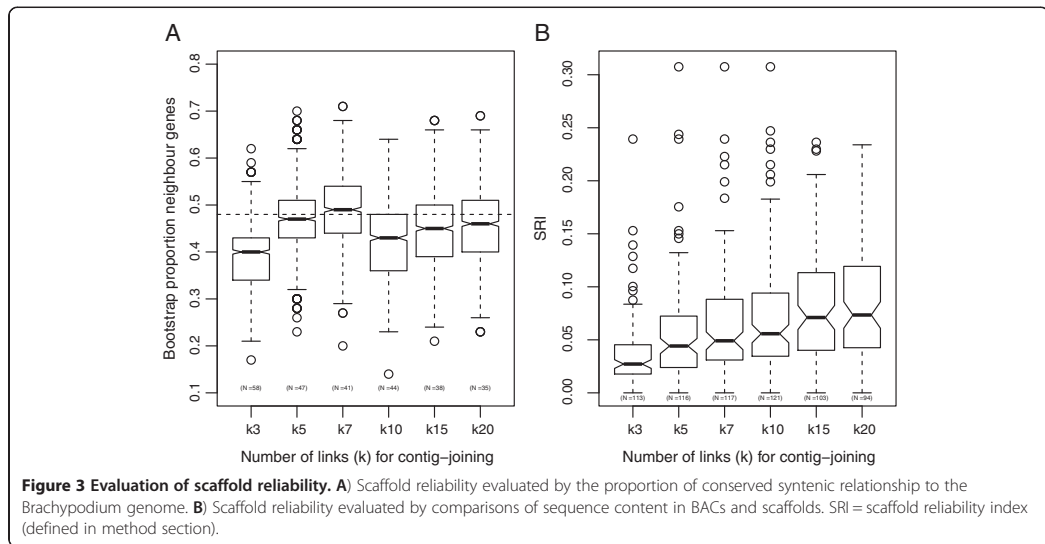 A
Bootstrap proportion neighbour genes
0.8
0.7
0.6
0.5
0.4
0.3
0.2
0.1
(N =58) (N =47) (N =41) (N =44) (N =38) (N =35)
k3 k5 k7 k10 k15 k20
Number of links (k) for contig−joining
B
SRI
0.30
0.25
0.20
0.15
0.10
0.05
0.00
(N =113) (N =116) (N =117) (N =121) (N =103) (N =94)
k3 k5 k7 k10 k15 k20
Number of links (k) for contig−joining
Figure 3 Evaluation of scaffold reliability. A) Scaffold reliability evaluated by the proportion of conserved syntenic relationship to the
Brachypodium genome. B) Scaffold reliability evaluated by comparisons of sequence content in BACs and scaffolds. SRI = scaffold reliability index
(defined in method section).